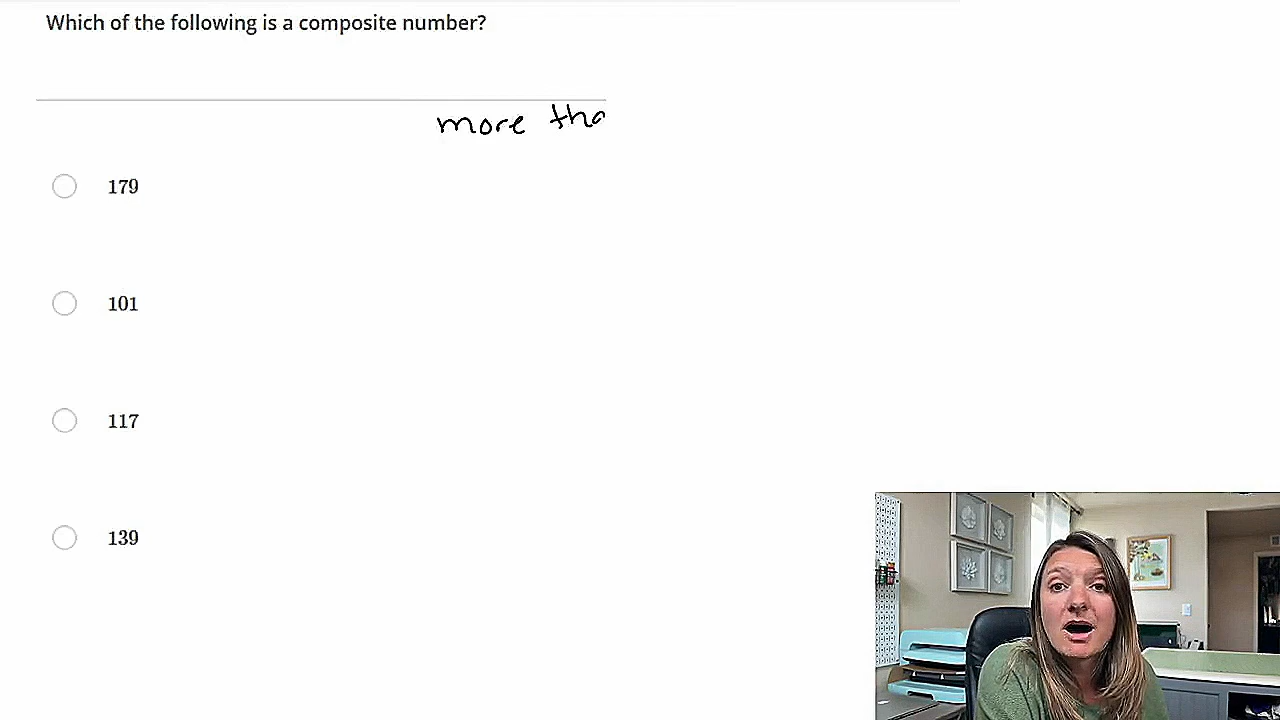 Which of the following is a composite number?
more tha
179
101
117
139